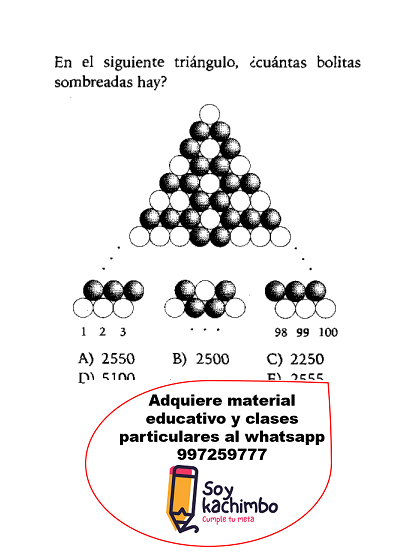 En el siguiente triángulo, ¿cuántas bolitas
sombreadas hay?
1 2 3 . . . 98 99 100
A) 2550 B) 2500 C) 2250
D) 5100 E) 2555
Adquiere material
educativo y clases
particulares al whatsapp
997259777
Soy
kachimbo
Cumple tu meta